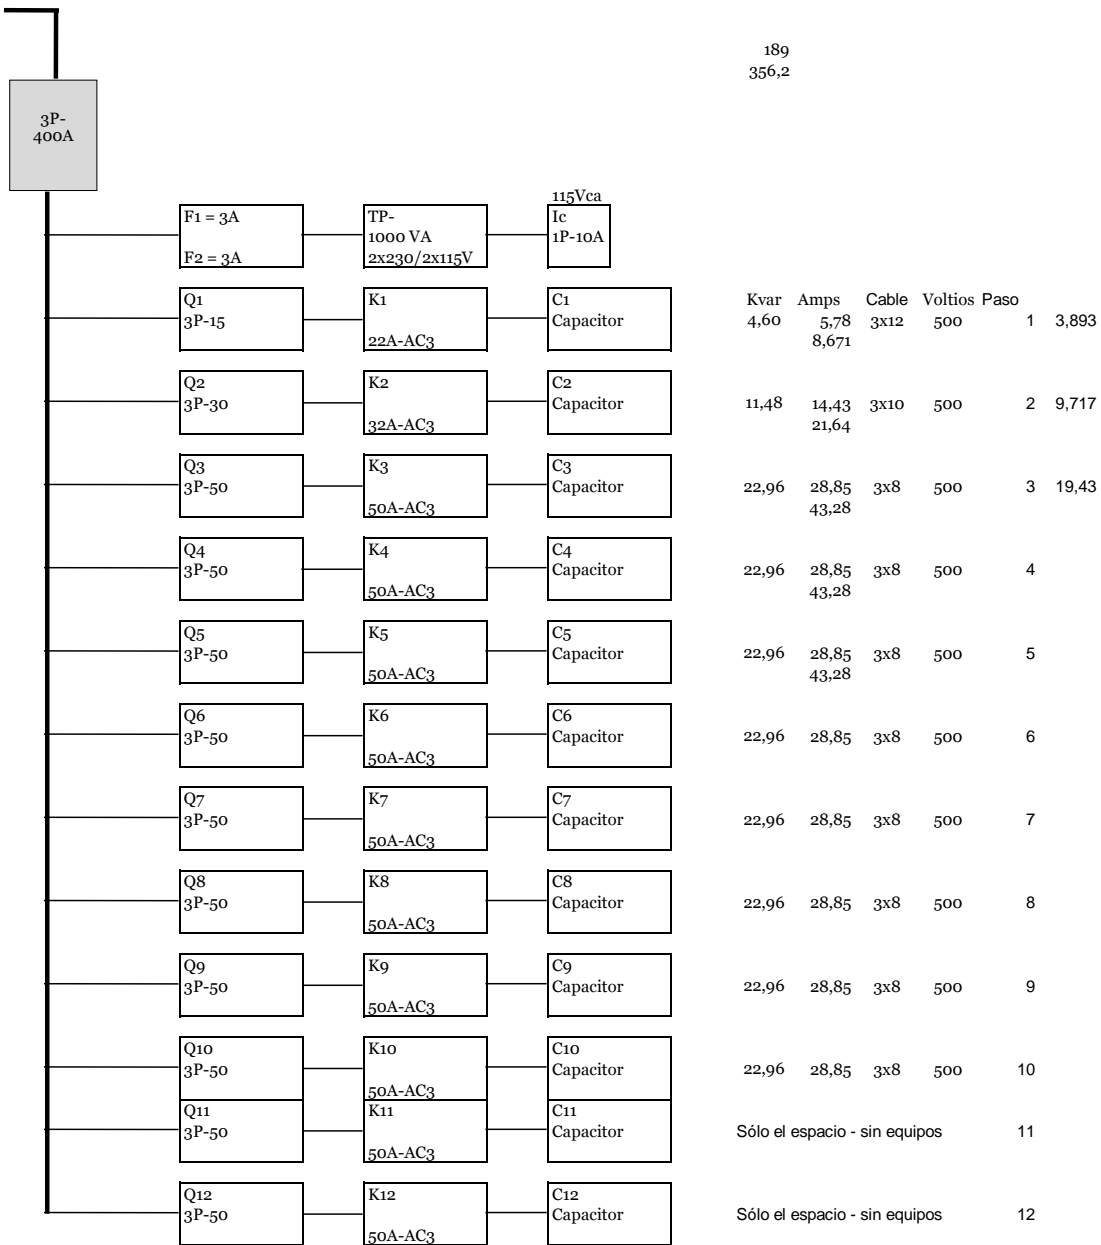 189
356,2
3P-
400A
115Vca
F1 = 3A
TP-
Ic
1000 VA
1P-10A
F2 = 3A
2x230/2x115V
Kvar Amps Cable Voltios Paso
Q1
K1
C1
3P-15
Capacitor
4,60 5,78 3x12 500 1 3,893
22A-AC3
8,671
Q2
K2
C2
3P-30
Capacitor
11,48 14,43 3x10 500 2 9,717
32A-AC3
21,64
Q3
K3
C3
3P-50
Capacitor
22,96 28,85 3x8 500 3 19,43
50A-AC3
43,28
Q4
K4
C4
3P-50
Capacitor
22,96 28,85 3x8 500 4
50A-AC3
43,28
Q5
K5
C5
3P-50
Capacitor
22,96 28,85 3x8 500 5
50A-AC3
43,28
Q6
K6
C6
3P-50
Capacitor
22,96 28,85 3x8 500 6
50A-AC3
Q7
K7
C7
3P-50
Capacitor
22,96 28,85 3x8 500 7
50A-AC3
Q8
K8
C8
3P-50
Capacitor
22,96 28,85 3x8 500 8
50A-AC3
Q9
K9
C9
3P-50
Capacitor
22,96 28,85 3x8 500 9
50A-AC3
Q10
K10
C10
3P-50
Capacitor
22,96 28,85 3x8 500 10
50A-AC3
Q11
K11
C11
3P-50
Capacitor
Sólo el espacio - sin equipos 11
50A-AC3
Q12
K12
C12
3P-50
Capacitor
Sólo el espacio - sin equipos 12
50A-AC3